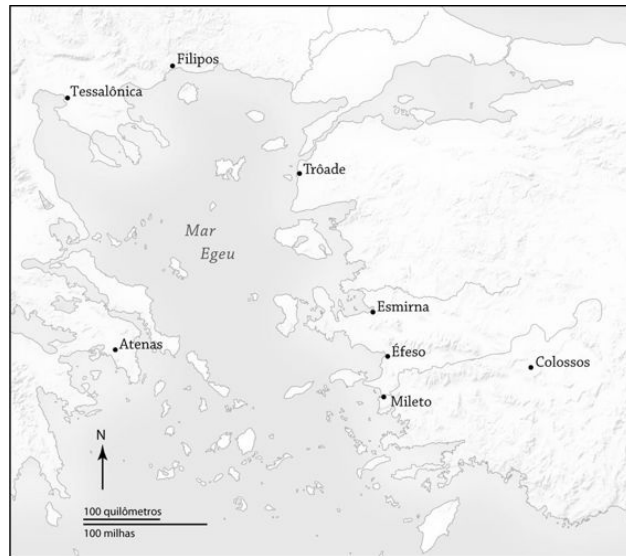 Filipos
Tessalônica
Trôade
Mar
Egeu
Esmirna
Atenas
Éfeso
Colossos
Mileto
N
100 quilômetros
100 milhas